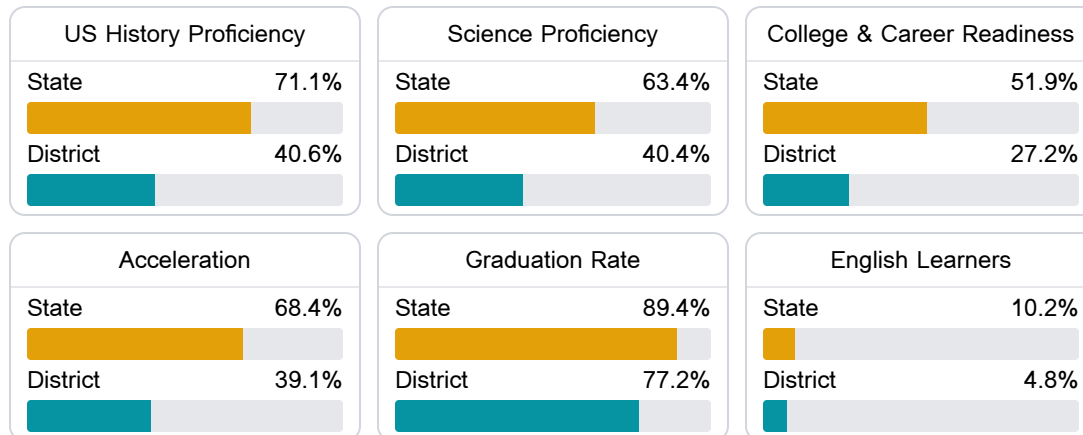 US History Proficiency
State 71.1%
District 40.6%
Science Proficiency
State 63.4%
District 40.4%
College & Career Readiness
State 51.9%
District 27.2%
Acceleration
State 68.4%
District 39.1%
Graduation Rate
State 89.4%
District 77.2%
English Learners
State 10.2%
District 4.8%